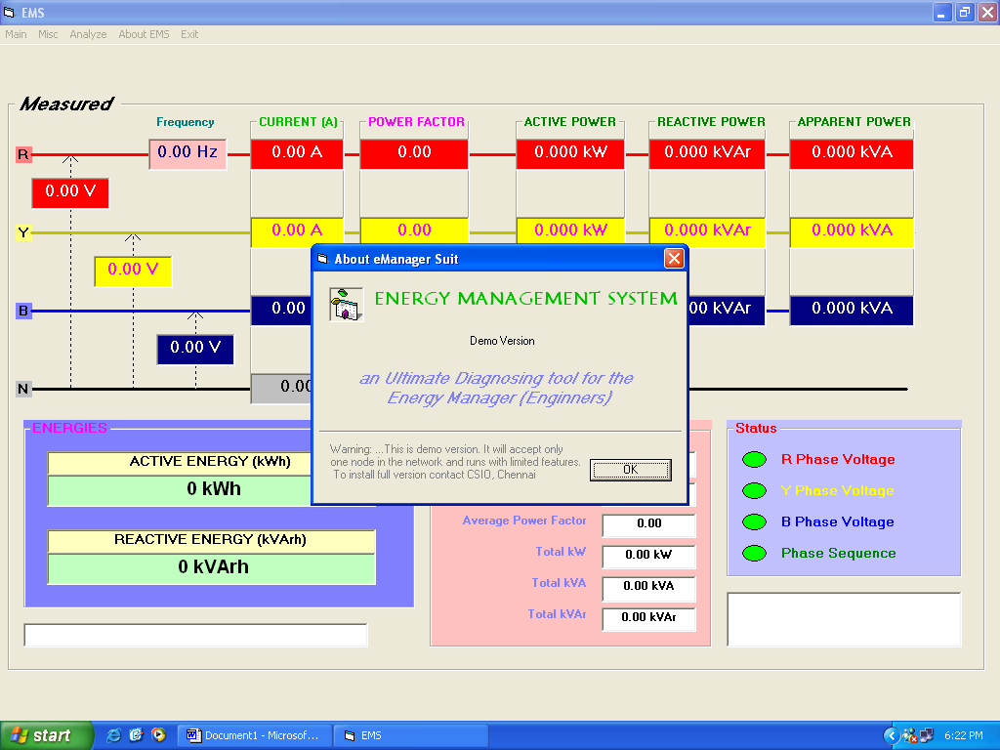 EMS
Main Misc Analyze About EMS Exit
Measured
Frequency CURRENT (A) POWER FACTOR ACTIVE POWER REACTIVE POWER APPARENT POWER
R 0.00 Hz 0.00 A 0.00 0.000 kW 0.000 kVAr 0.000 kVA
0.00 V
Y 0.00 A 0.00 0.000 kW 0.000 kVAr 0.000 kVA
0.00 V
B 0.00 00 kVAr 0.000 kVA
0.00 V
N 0.00
About eManager Suit
ENERGY MANAGEMENT SYSTEM
Demo Version
an Ultimate Diagnosing tool for the
Energy Manager (Enginners)
Warning: ...This is demo version. It will accept only
one node in the network and runs with limited features.
To install full version contact CSIO, Chennai
OK
ENERGIES
ACTIVE ENERGY (kWh)
0 kWh
REACTIVE ENERGY (kVArh)
0 kVArh
Average Power Factor 0.00
Total kW 0.00 kW
Total kVA 0.00 kVA
Total kVAr 0.00 kVAr
Status
R Phase Voltage
Y Phase Voltage
B Phase Voltage
Phase Sequence
start Document1 - Microsof... EMS 6:22 PM